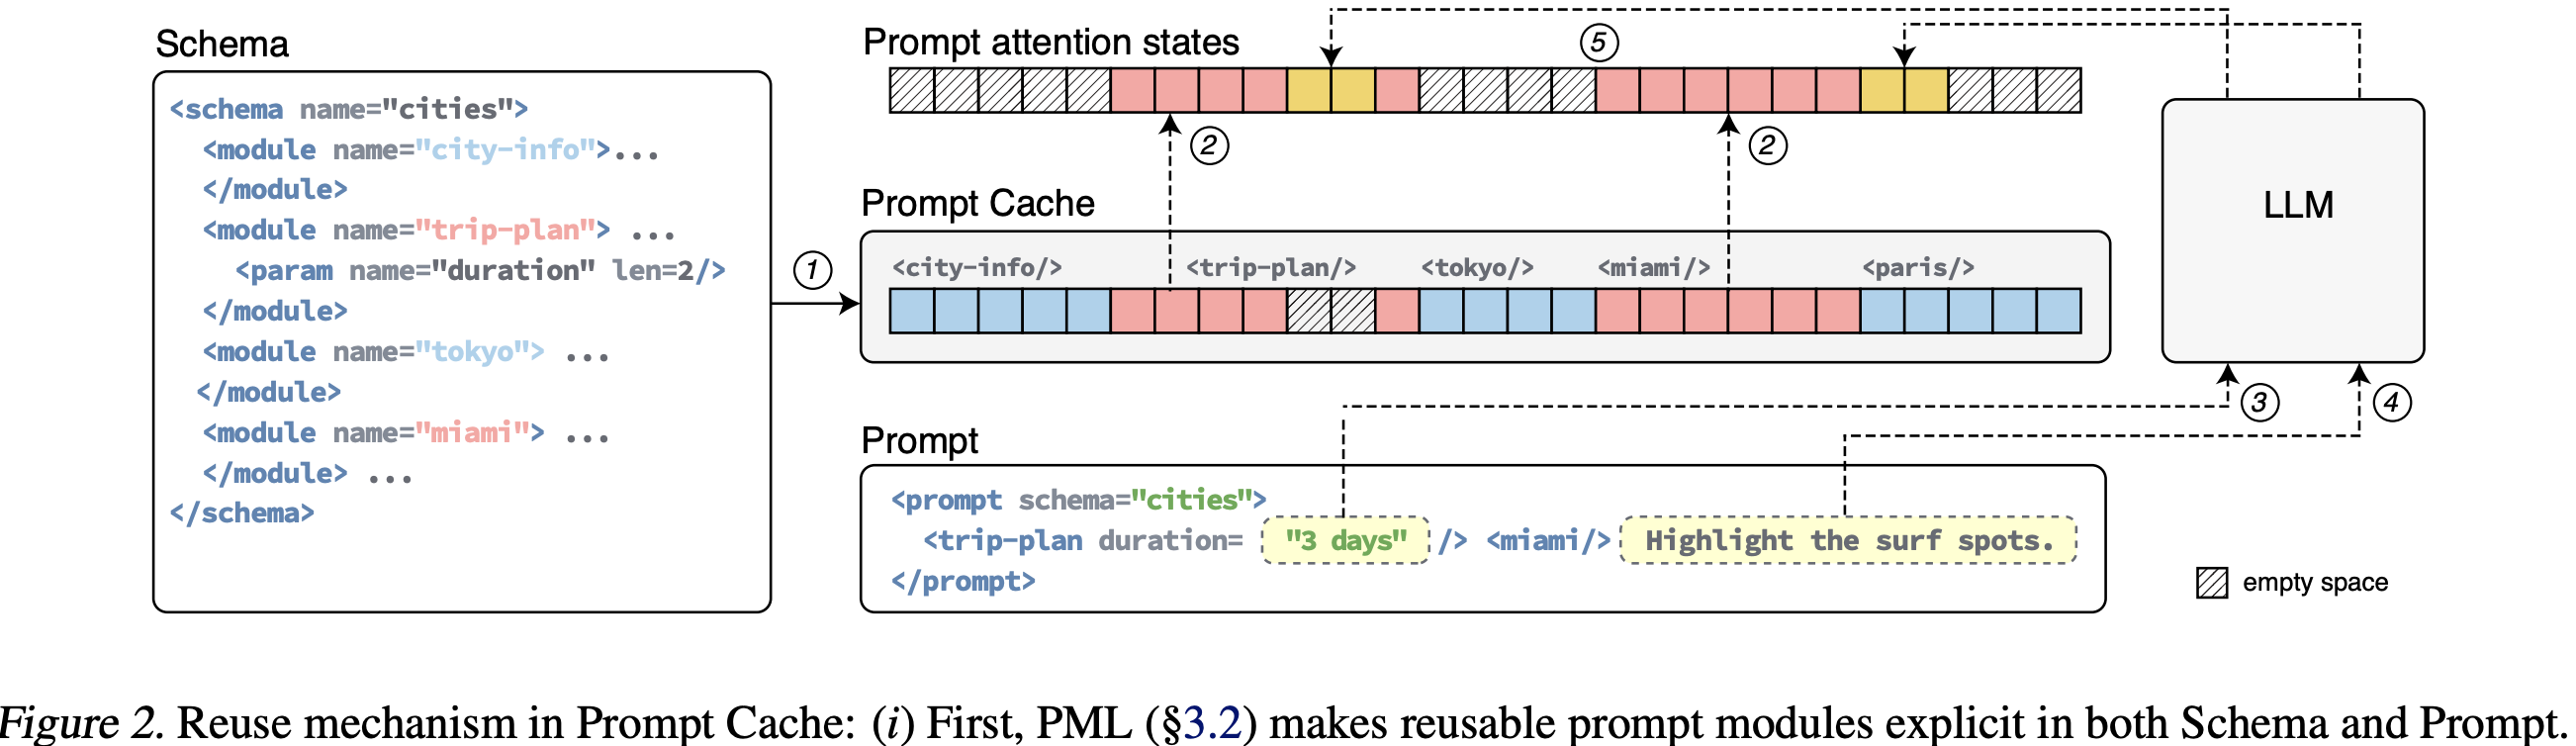 Schema
<schema name="cities">
<module name="city-info">...
</module>
<module name="trip-plan"> ...
<param name="duration" len=2/>
</module>
<module name="tokyo"> ...
</module>
<module name="miami"> ...
</module> ...
</schema>
1
Prompt attention states
5
2
2
Prompt Cache
<city-info/> <trip-plan/> <tokyo/> <miami/> <paris/>
LLM
3
4
Prompt
<prompt schema="cities">
<trip-plan duration= "3 days" /> <miami/> Highlight the surf spots.
</prompt>
empty space
Figure 2. Reuse mechanism in Prompt Cache: (i) First, PML (§3.2) makes reusable prompt modules explicit in both Schema and Prompt.